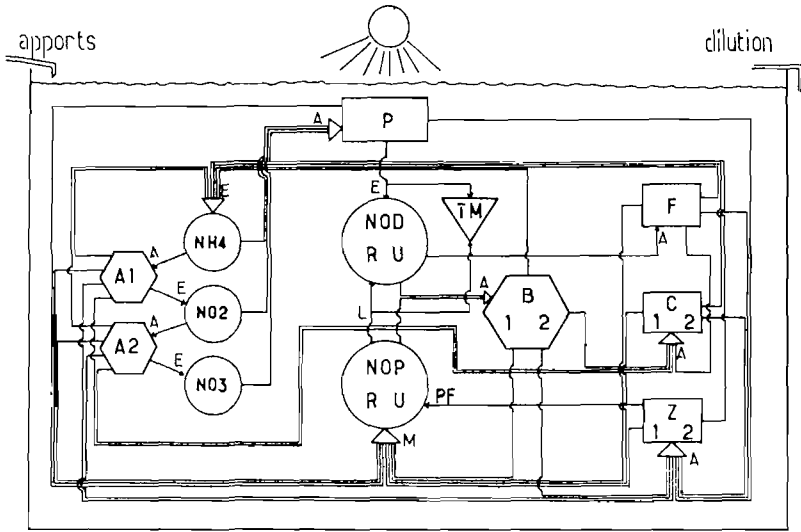 apports
dilution
P
A
E
TM
E
NH4
NOD
R U
F
A
A
A1
E
NO2
A
B
1 2
C
1 2
A
L
A
A2
E
NO3
NOP
R U
PF
Z
1 2
M
A